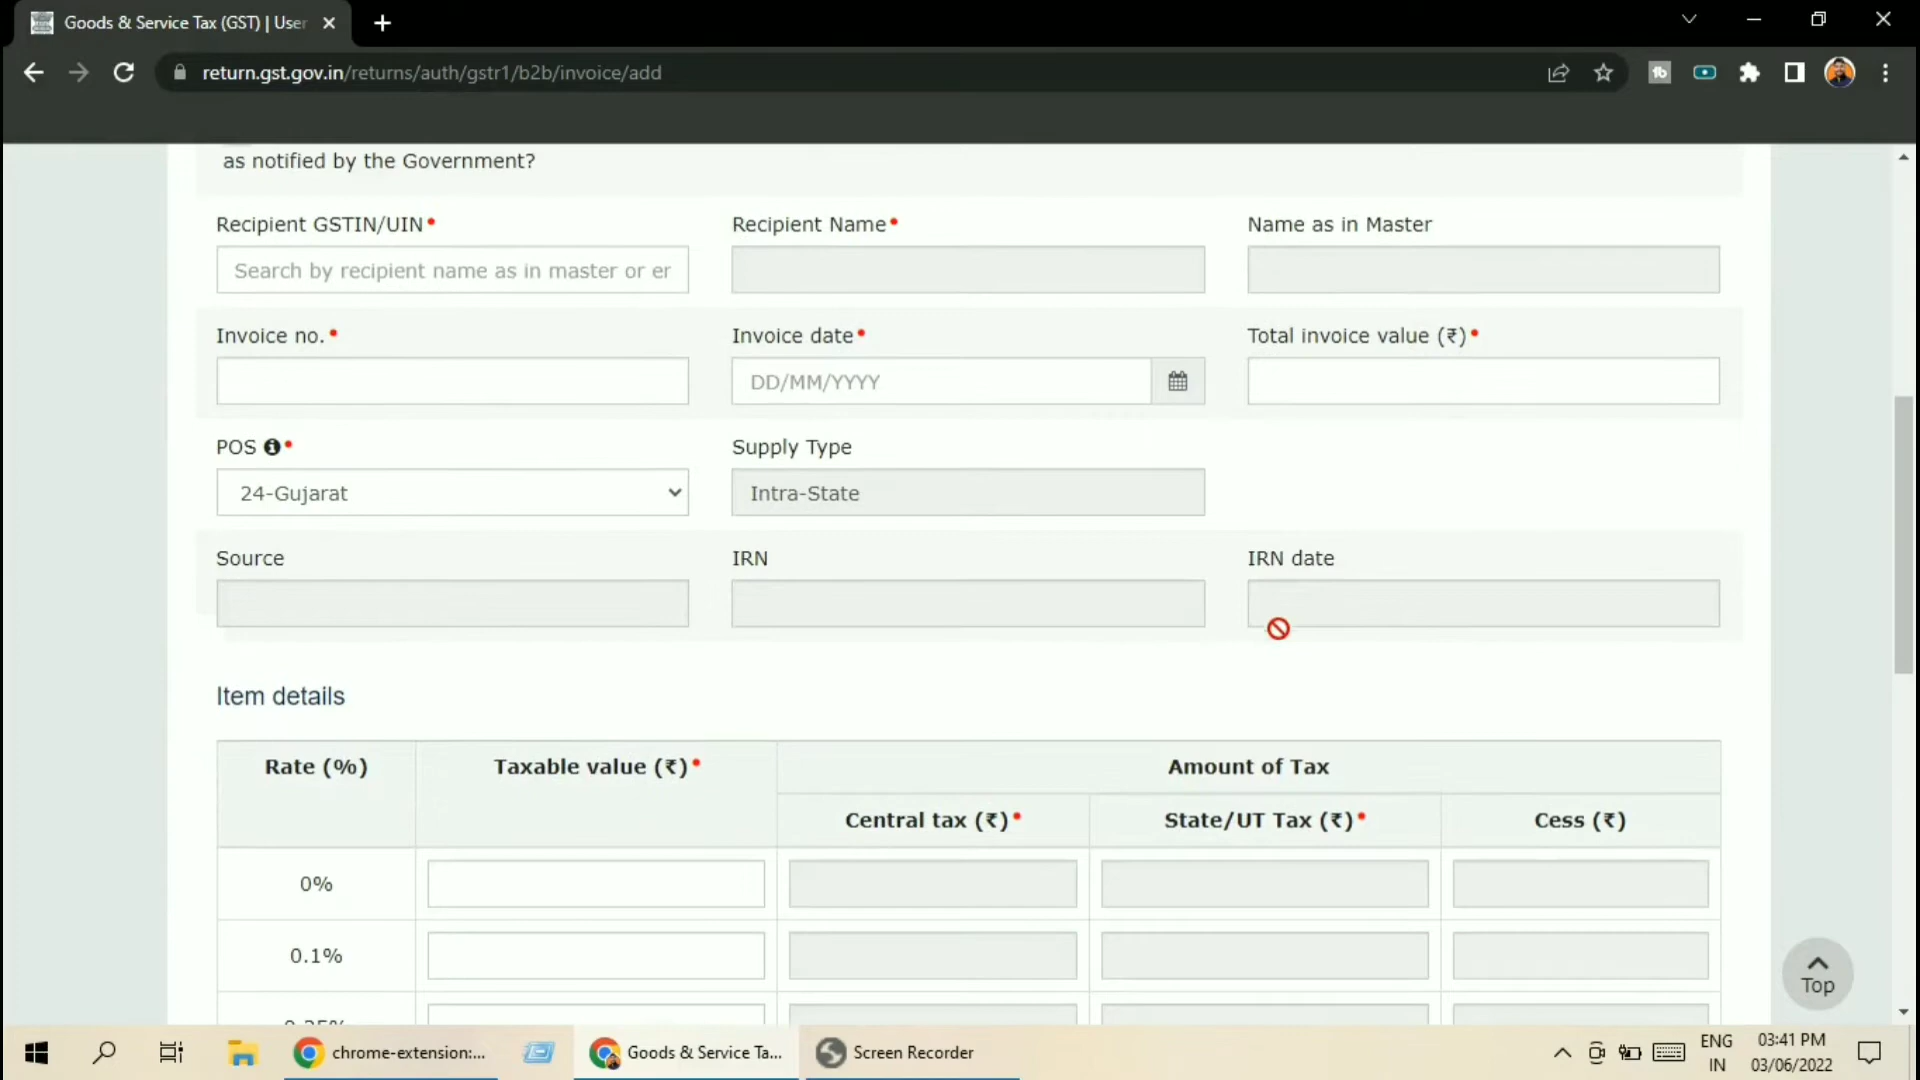 Goods & Service Tax (GST) | User
return.gst.gov.in/returns/auth/gstr1/b2b/invoice/add
as notified by the Government?
Recipient GSTIN/UIN•
Recipient Name•
Name as in Master
Search by recipient name as in master or er
Invoice no.•
Invoice date•
Total invoice value (₹)•
DD/MM/YYYY
POS •
Supply Type
24-Gujarat
Intra-State
Source
IRN
IRN date
Item details
Rate (%)
Taxable value (₹)•
Amount of Tax
Central tax (₹)•
State/UT Tax (₹)•
Cess (₹)
0%
0.1%
Top
chrome-extension:...
Goods & Service Ta...
Screen Recorder
ENG
IN
03:41 PM
03/06/2022